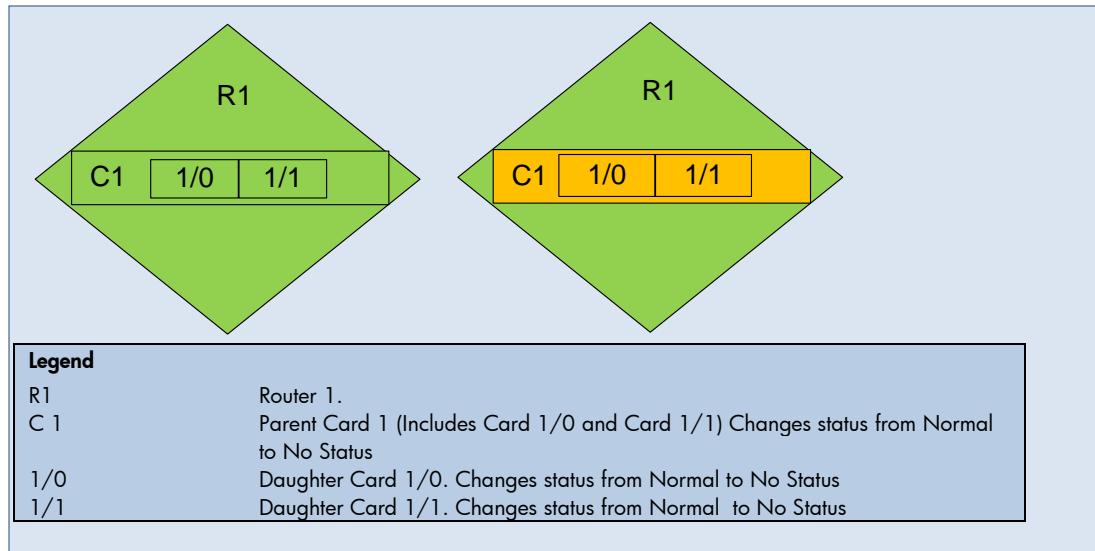 R1
C1 1/0 1/1
R1
C1 1/0 1/1
Legend
R1 Router 1.
C 1 Parent Card 1 (Includes Card 1/0 and Card 1/1) Changes status from Normal
to No Status
1/0 Daughter Card 1/0. Changes status from Normal to No Status
1/1 Daughter Card 1/1. Changes status from Normal to No Status